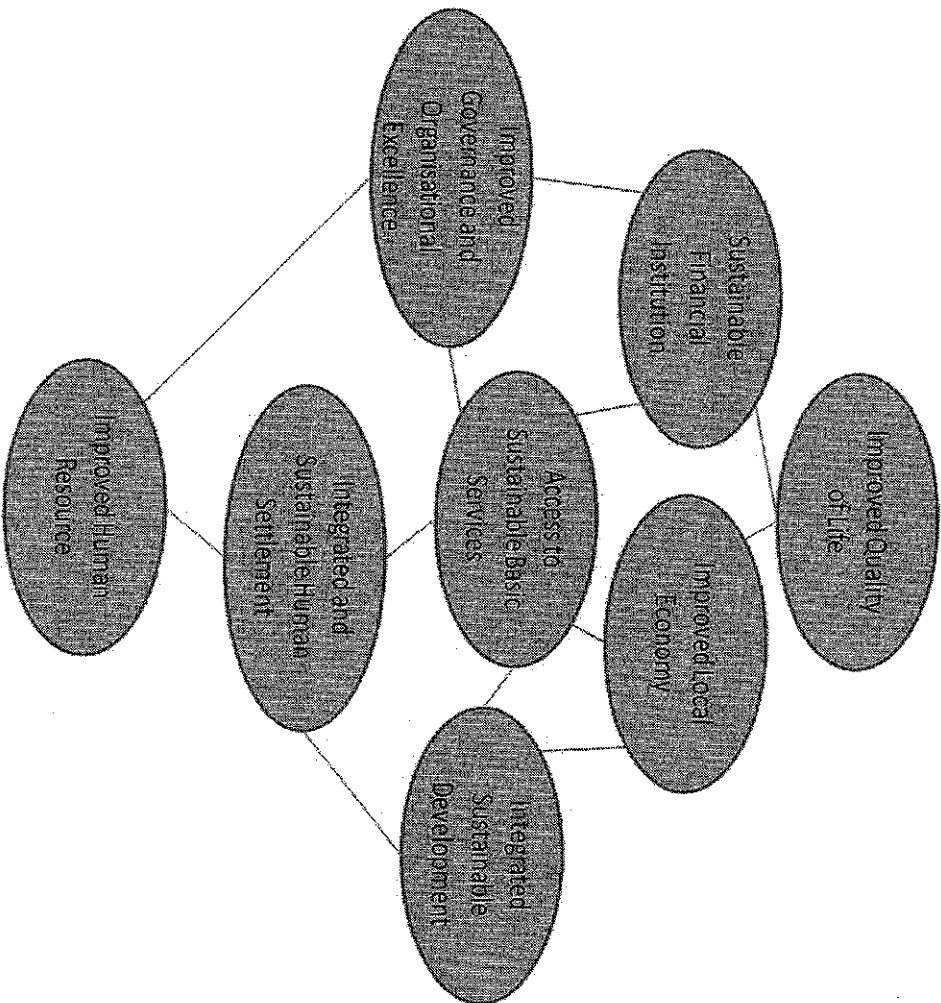 Improved Quality
of Life
Sustainable
Financial
Institution
Improved Local
Economy
Improved
Governance and
Organisational
Excellence
Access to
Sustainable Basic
Services
Integrated
Sustainable
Development
Integrated and
Sustainable Human
Settlement
Improved Human
Resource